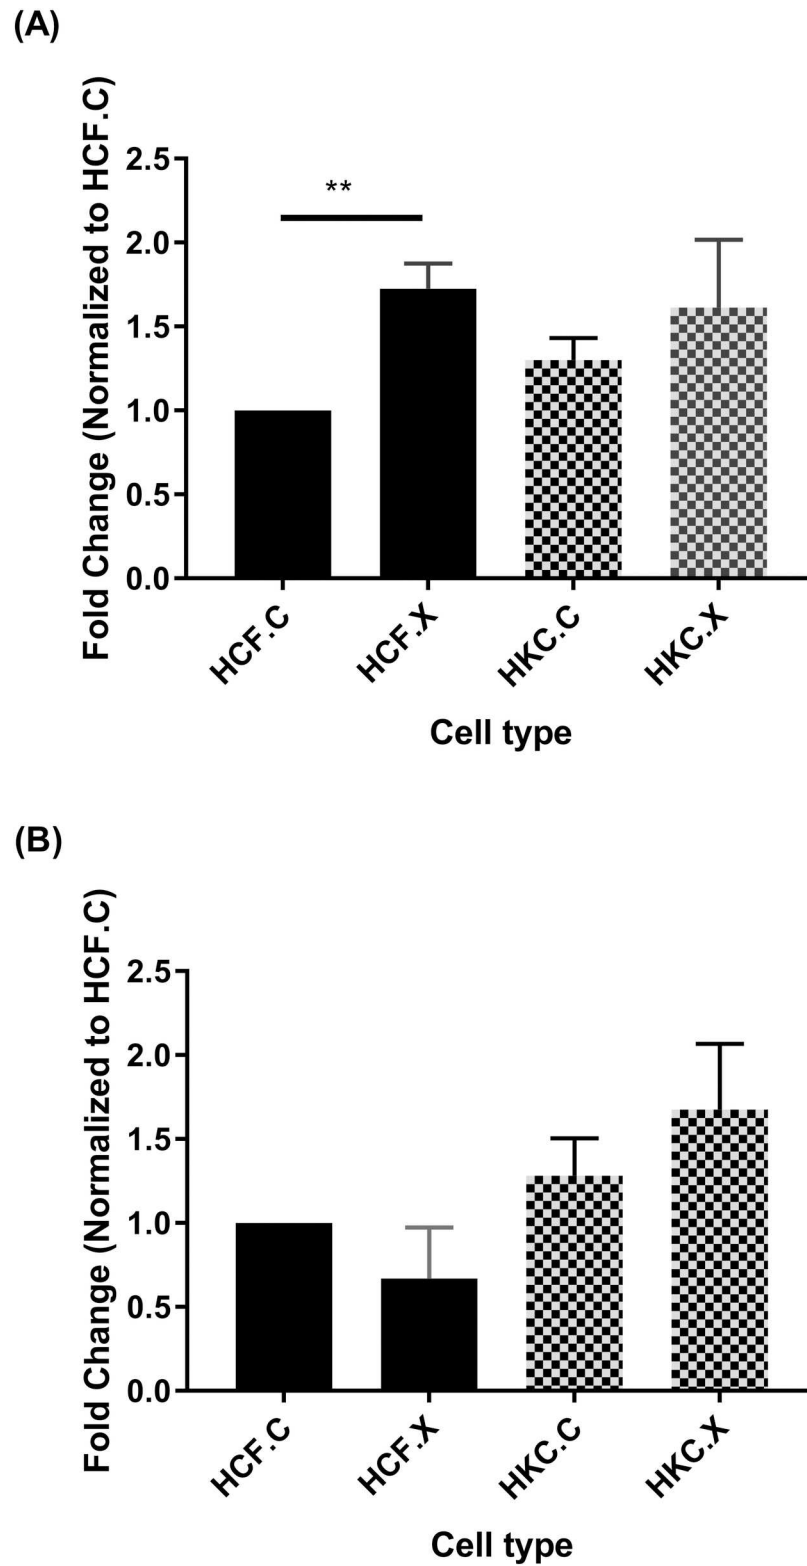 (A)
Fold Change (Normalized to HCF.C)
2.5
2.0
1.5
1.0
0.5
0.0
**
HCF.C
HCF.X
HKC.C
HKC.X
Cell type
(B)
Fold Change (Normalized to HCF.C)
2.5
2.0
1.5
1.0
0.5
0.0
HCF.C
HCF.X
HKC.C
HKC.X
Cell type